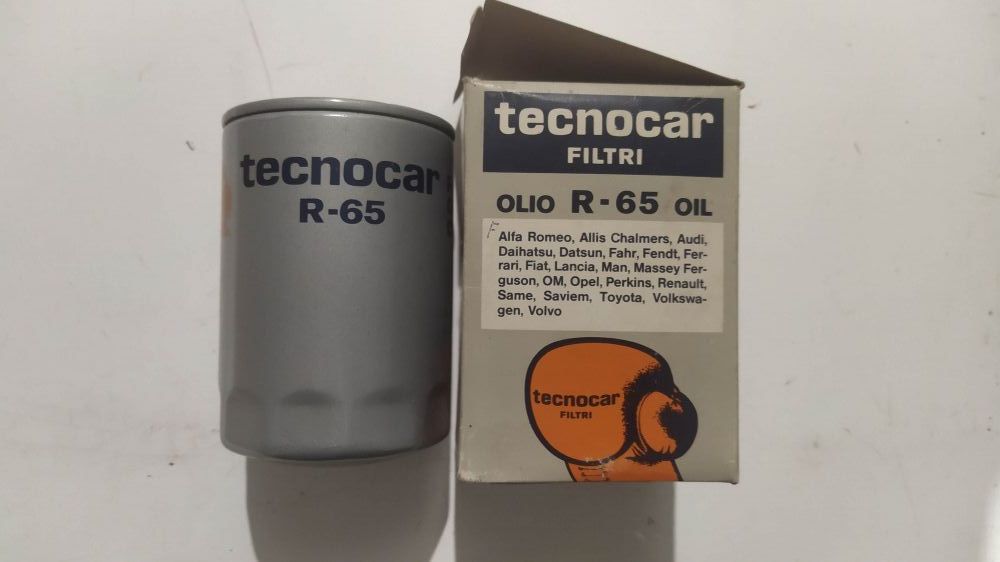 tecnocar
R-65
tecnocar
FILTRI
OLIO R-65 OIL
F
Alfa Romeo, Allis Chalmers, Audi,
Daihatsu, Datsun, Fahr, Fendt, Fer-
rari, Fiat, Lancia, Man, Massey Fer-
guson, OM, Opel, Perkins, Renault,
Same, Saviem, Toyota, Volkswa-
gen, Volvo
tecnocar
FILTRI